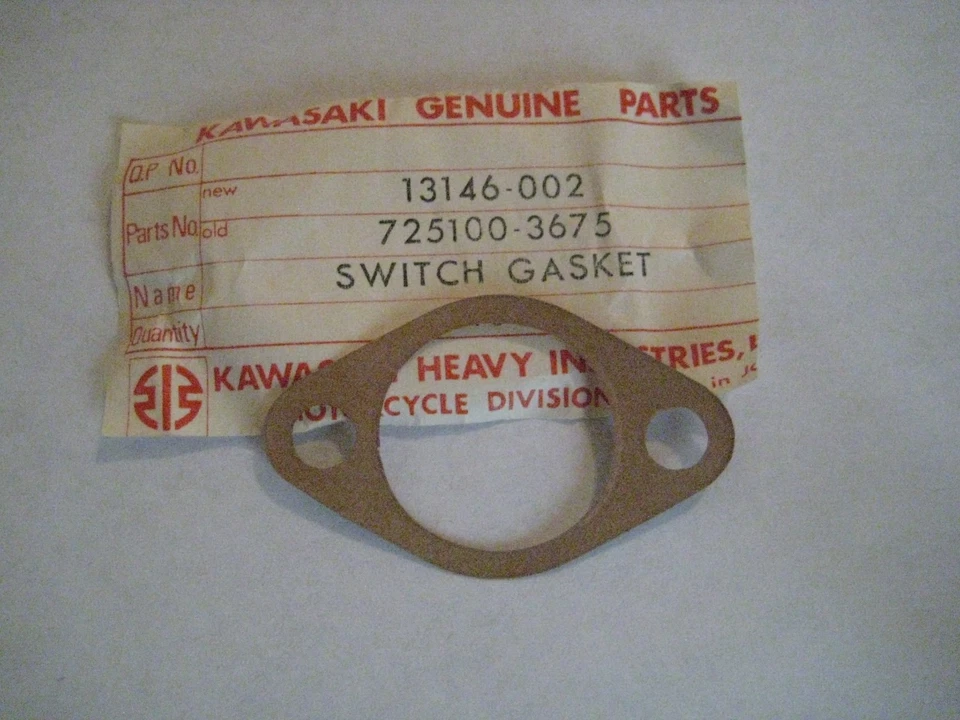 KAWASAKI GENUINE PARTS
O.P No.
new 13146-002
Parts No. old 725100-3675
Name SWITCH GASKET
Quantity
HEAVY
CYCLE DIVISION
in